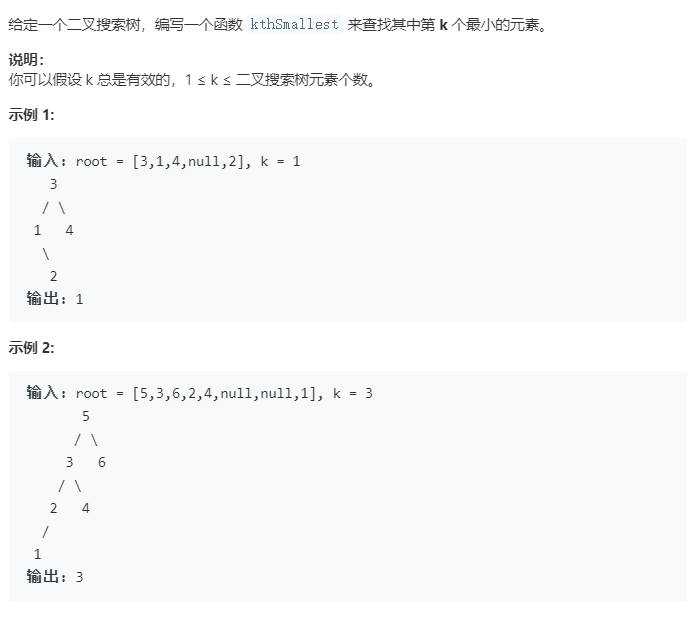 给定一个二叉搜索树，编写一个函数 kthSmallest 来查找其中第 k 个最小的元素。
说明：
你可以假设 k 总是有效的，1 ≤ k ≤ 二叉搜索树元素个数。
示例 1:
输入: root = [3,1,4,null,2], k = 1
   3
  / \
 1   4
  \
   2
输出: 1
示例 2:
输入: root = [5,3,6,2,4,null,null,1], k = 3
       5
      / \
     3   6
    / \
   2   4
  /
 1
输出: 3